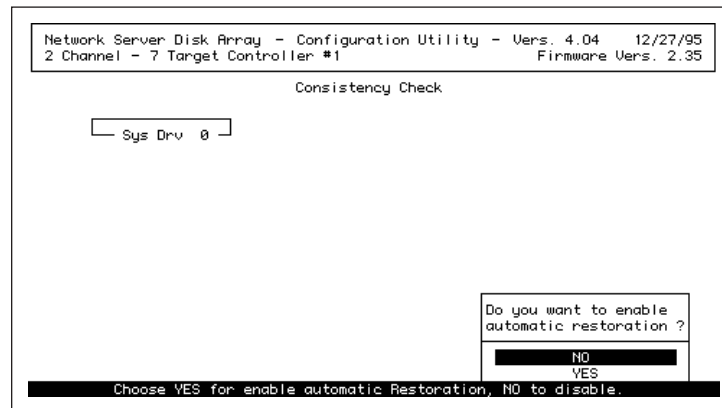 Network Server Disk Array - Configuration Utility - Vers. 4.04 12/27/95
2 Channel - 7 Target Controller #1 Firmware Vers. 2.35
Consistency Check
Sys Drv 0
Do you want to enable
automatic restoration ?
NO
YES
Choose YES for enable automatic Restoration, NO to disable.